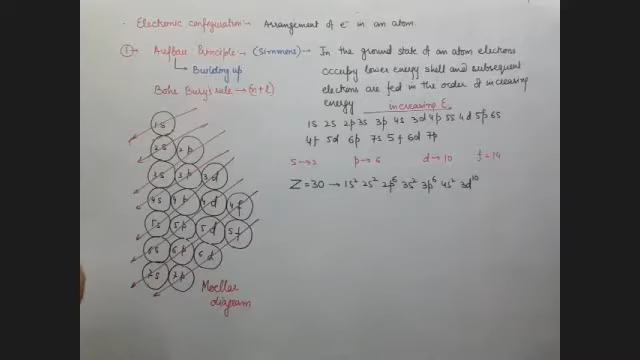 Electronic configuration → Arrangement of e⁻ in an atom.
① → Aufbau Principle → (Simmons) → In the ground state of an atom electrons
→ Building up occupy lower energy shell and subsequent
Bohr Bury's rule → (n+l) electrons are fed in the order of increasing
energy increasing E
1s 2s 2p 3s 3p 4s 3d 4p 5s 4d 5p 6s
4f 5d 6p 7s 5f 6d 7p
s→2 p→6 d→10 f=14
Z=30 → 1s² 2s² 2p⁶ 3s² 3p⁶ 4s² 3d¹⁰
1s
2s 2p
3s 3p 3d
4s 4p 4d 4f
5s 5p 5d 5f
6s 6p 6d
7s 7p
Moeller
diagram